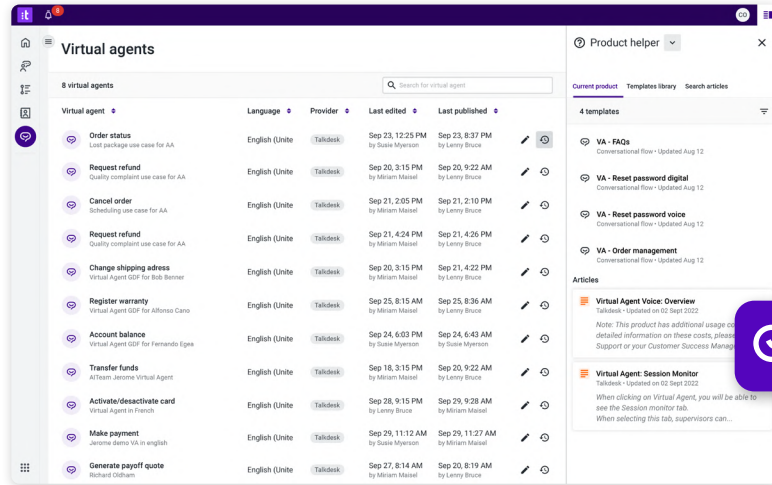 it
8
CO
Virtual agents
Product helper
8 virtual agents
Search for virtual agent
Current product Templates library Search articles
4 templates
Virtual agent Language Provider Last edited Last published
Order status
Lost package use case for AA
English (Unite Talkdesk
Sep 23, 12:25 PM Sep 23, 8:37 PM
by Susie Myerson by Lenny Bruce
Request refund
Quality complaint use case for AA
English (Unite Talkdesk
Sep 20, 3:15 PM Sep 20, 9:22 AM
by Miriam Maisel by Lenny Bruce
Cancel order
Scheduling use case for AA
English (Unite Talkdesk
Sep 21, 2:05 PM Sep 21, 2:10 PM
by Miriam Maisel by Lenny Bruce
Request refund
Quality complaint use case for AA
English (Unite Talkdesk
Sep 21, 4:24 PM Sep 21, 4:26 PM
by Miriam Maisel by Lenny Bruce
Change shipping adress
Virtual Agent GDF for Bob Benner
English (Unite Talkdesk
Sep 20, 3:15 PM Sep 21, 4:22 PM
by Miriam Maisel by Lenny Bruce
Register warranty
Virtual Agent GDF for Alfonso Cano
English (Unite Talkdesk
Sep 25, 8:15 AM Sep 25, 8:36 AM
by Miriam Maisel by Lenny Bruce
Account balance
Virtual Agent GDF for Fernando Egea
English (Unite Talkdesk
Sep 24, 6:03 PM Sep 24, 6:43 AM
by Susie Myerson by Susie Myerson
Transfer funds
AITeam Jerome Virtual Agent
English (Unite Talkdesk
Sep 18, 3:15 PM Sep 20, 9:22 AM
by Miriam Maisel by Lenny Bruce
Activate/desactivate card
Virtual Agent in French
English (Unite Talkdesk
Sep 28, 9:15 PM Sep 29, 9:28 AM
by Lenny Bruce by Miriam Maisel
Make payment
Jerome demo VA in english
English (Unite Talkdesk
Sep 29, 11:12 AM Sep 29, 11:27 AM
by Susie Myerson by Miriam Maisel
Generate payoff quote
Richard Oldham
English (Unite Talkdesk
Sep 27, 8:14 AM Sep 20, 8:19 AM
by Miriam Maisel by Lenny Bruce
VA - FAQs
Conversational flow • Updated Aug 12
VA - Reset password digital
Conversational flow • Updated Aug 12
VA - Reset password voice
Conversational flow • Updated Aug 12
VA - Order management
Conversational flow • Updated Aug 12
Articles
Virtual Agent Voice: Overview
Talkdesk • Updated on 02 Sept 2022
Note: This product has additional usage co
detailed information on these costs, please
Support or your Customer Success Manag
Virtual Agent: Session Monitor
Talkdesk • Updated on 02 Sept 2022
When clicking on Virtual Agent, you will be able to
see the Session monitor tab.
When selecting this tab, supervisors can...